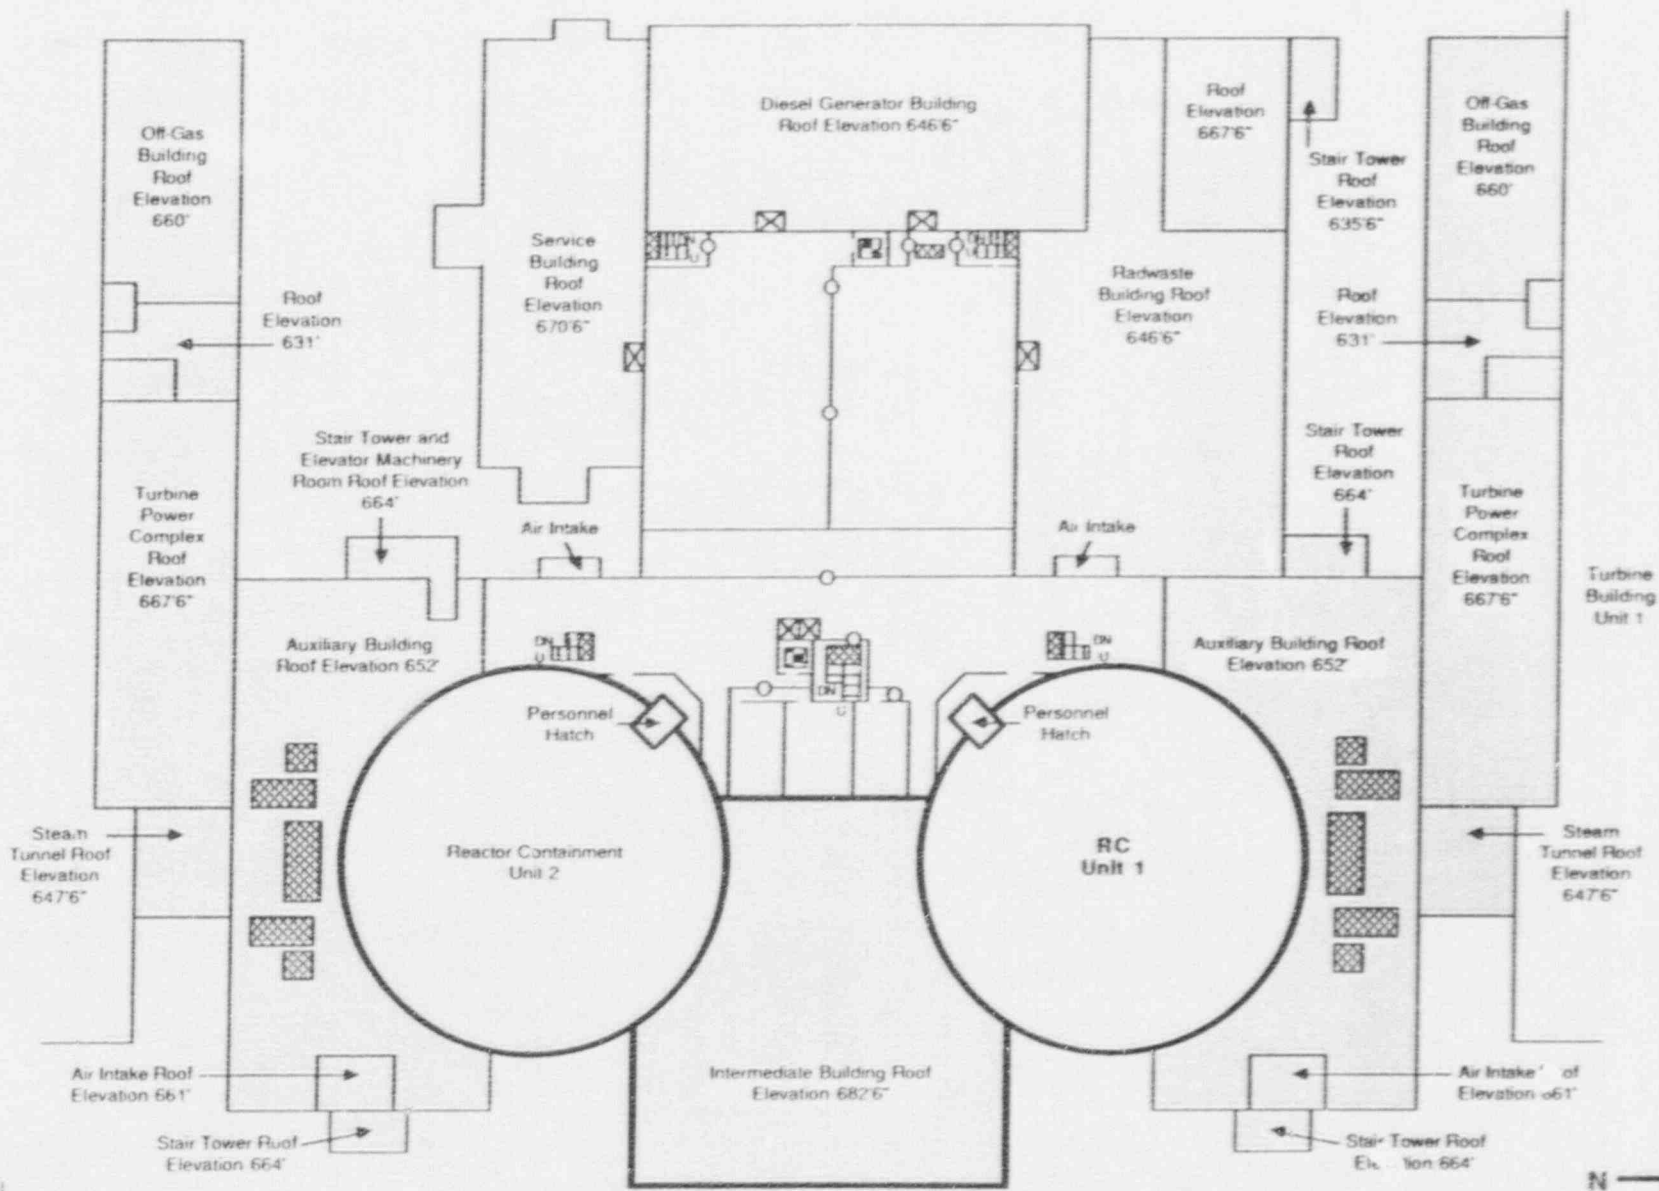 Diesel Generator Building
Roof Elevation 646'6"
Roof
Elevation
667'6"
Off-Gas
Building
Roof
Elevation
660'
Off-Gas
Building
Roof
Elevation
660'
Stair Tower
Roof
Elevation
635'6"
Service
Building
Roof
Elevation
670'6"
DN
U
DN
U
Radwaste
Building Roof
Elevation
646'6"
Roof
Elevation
631'
Roof
Elevation
631'
Stair Tower and
Elevator Machinery
Room Roof Elevation
664'
Stair Tower
Roof
Elevation
664'
Turbine
Power
Complex
Roof
Elevation
667'6"
Air Intake
Air Intake
Turbine
Power
Complex
Roof
Elevation
667'6"
Turbine
Building
Unit 1
Auxiliary Building
Roof Elevation 652'
DN
U
DN
U
Auxiliary Building Roof
Elevation 652'
DN
U
Personnel
Hatch
Personnel
Hatch
Steam
Tunnel Roof
Elevation
647'6"
Reactor Containment
Unit 2
RC
Unit 1
Steam
Tunnel Roof
Elevation
647'6"
Air Intake Roof
Elevation 661'
Intermediate Building Roof
Elevation 682'6"
Air Intake
Elevation
Stair Tower Roof
Elevation 664'
Stair Tower Roof
664'
N